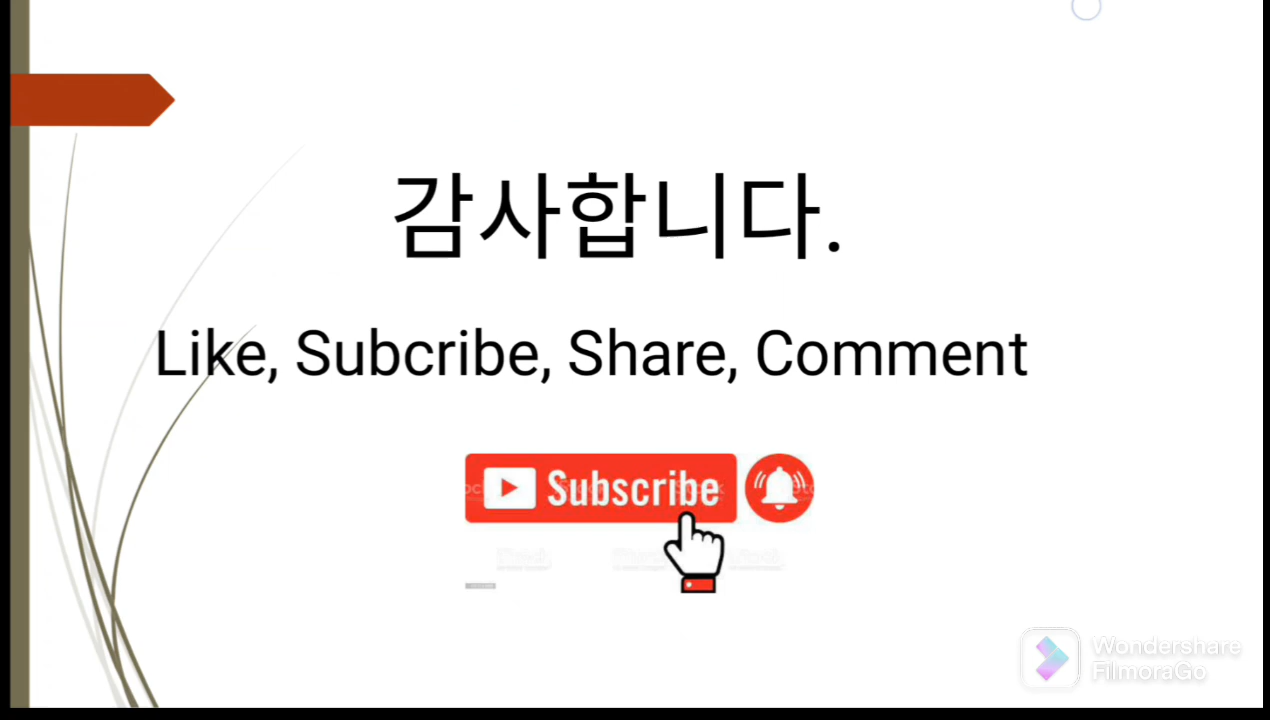 감사합니다.
Like, Subcribe, Share, Comment
Subscribe
Wondershare
FilmoraGo